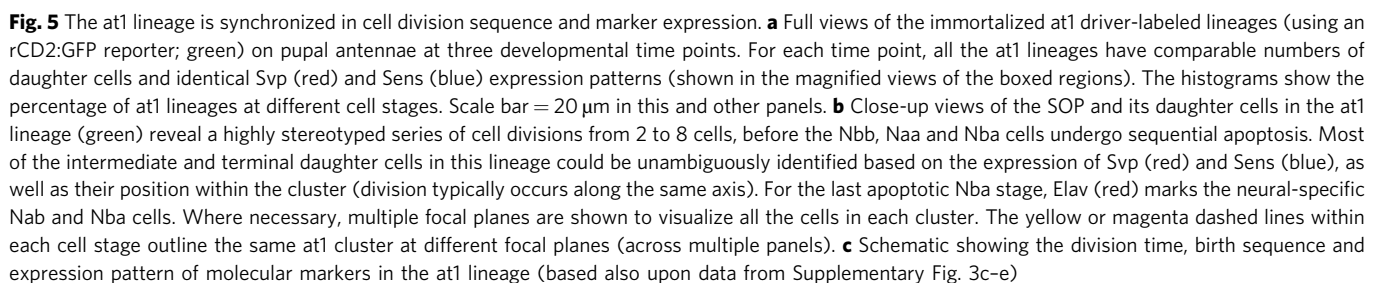 Fig. 5 The at1 lineage is synchronized in cell division sequence and marker expression. a Full views of the immortalized at1 driver-labeled lineages (using an
rCD2:GFP reporter; green) on pupal antennae at three developmental time points. For each time point, all the at1 lineages have comparable numbers of
daughter cells and identical Svp (red) and Sens (blue) expression patterns (shown in the magnified views of the boxed regions). The histograms show the
percentage of at1 lineages at different cell stages. Scale bar = 20 μm in this and other panels. b Close-up views of the SOP and its daughter cells in the at1
lineage (green) reveal a highly stereotyped series of cell divisions from 2 to 8 cells, before the Nbb, Naa and Nba cells undergo sequential apoptosis. Most
of the intermediate and terminal daughter cells in this lineage could be unambiguously identified based on the expression of Svp (red) and Sens (blue), as
well as their position within the cluster (division typically occurs along the same axis). For the last apoptotic Nba stage, Elav (red) marks the neural-specific
Nab and Nba cells. Where necessary, multiple focal planes are shown to visualize all the cells in each cluster. The yellow or magenta dashed lines within
each cell stage outline the same at1 cluster at different focal planes (across multiple panels). c Schematic showing the division time, birth sequence and
expression pattern of molecular markers in the at1 lineage (based also upon data from Supplementary Fig. 3c–e)